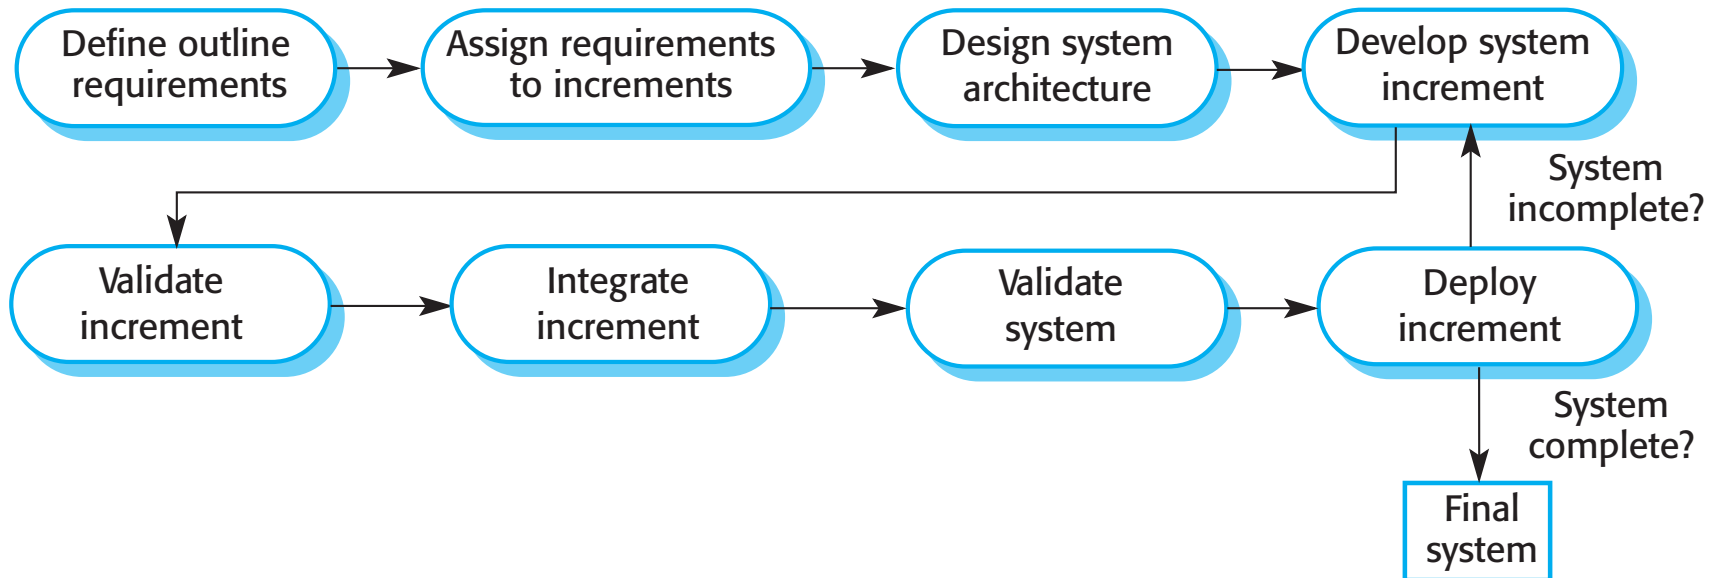 Define outline
requirements
Assign requirements
to increments
Design system
architecture
Develop system
increment
System
incomplete?
Validate
increment
Integrate
increment
Validate
system
Deploy
increment
System
complete?
Final
system